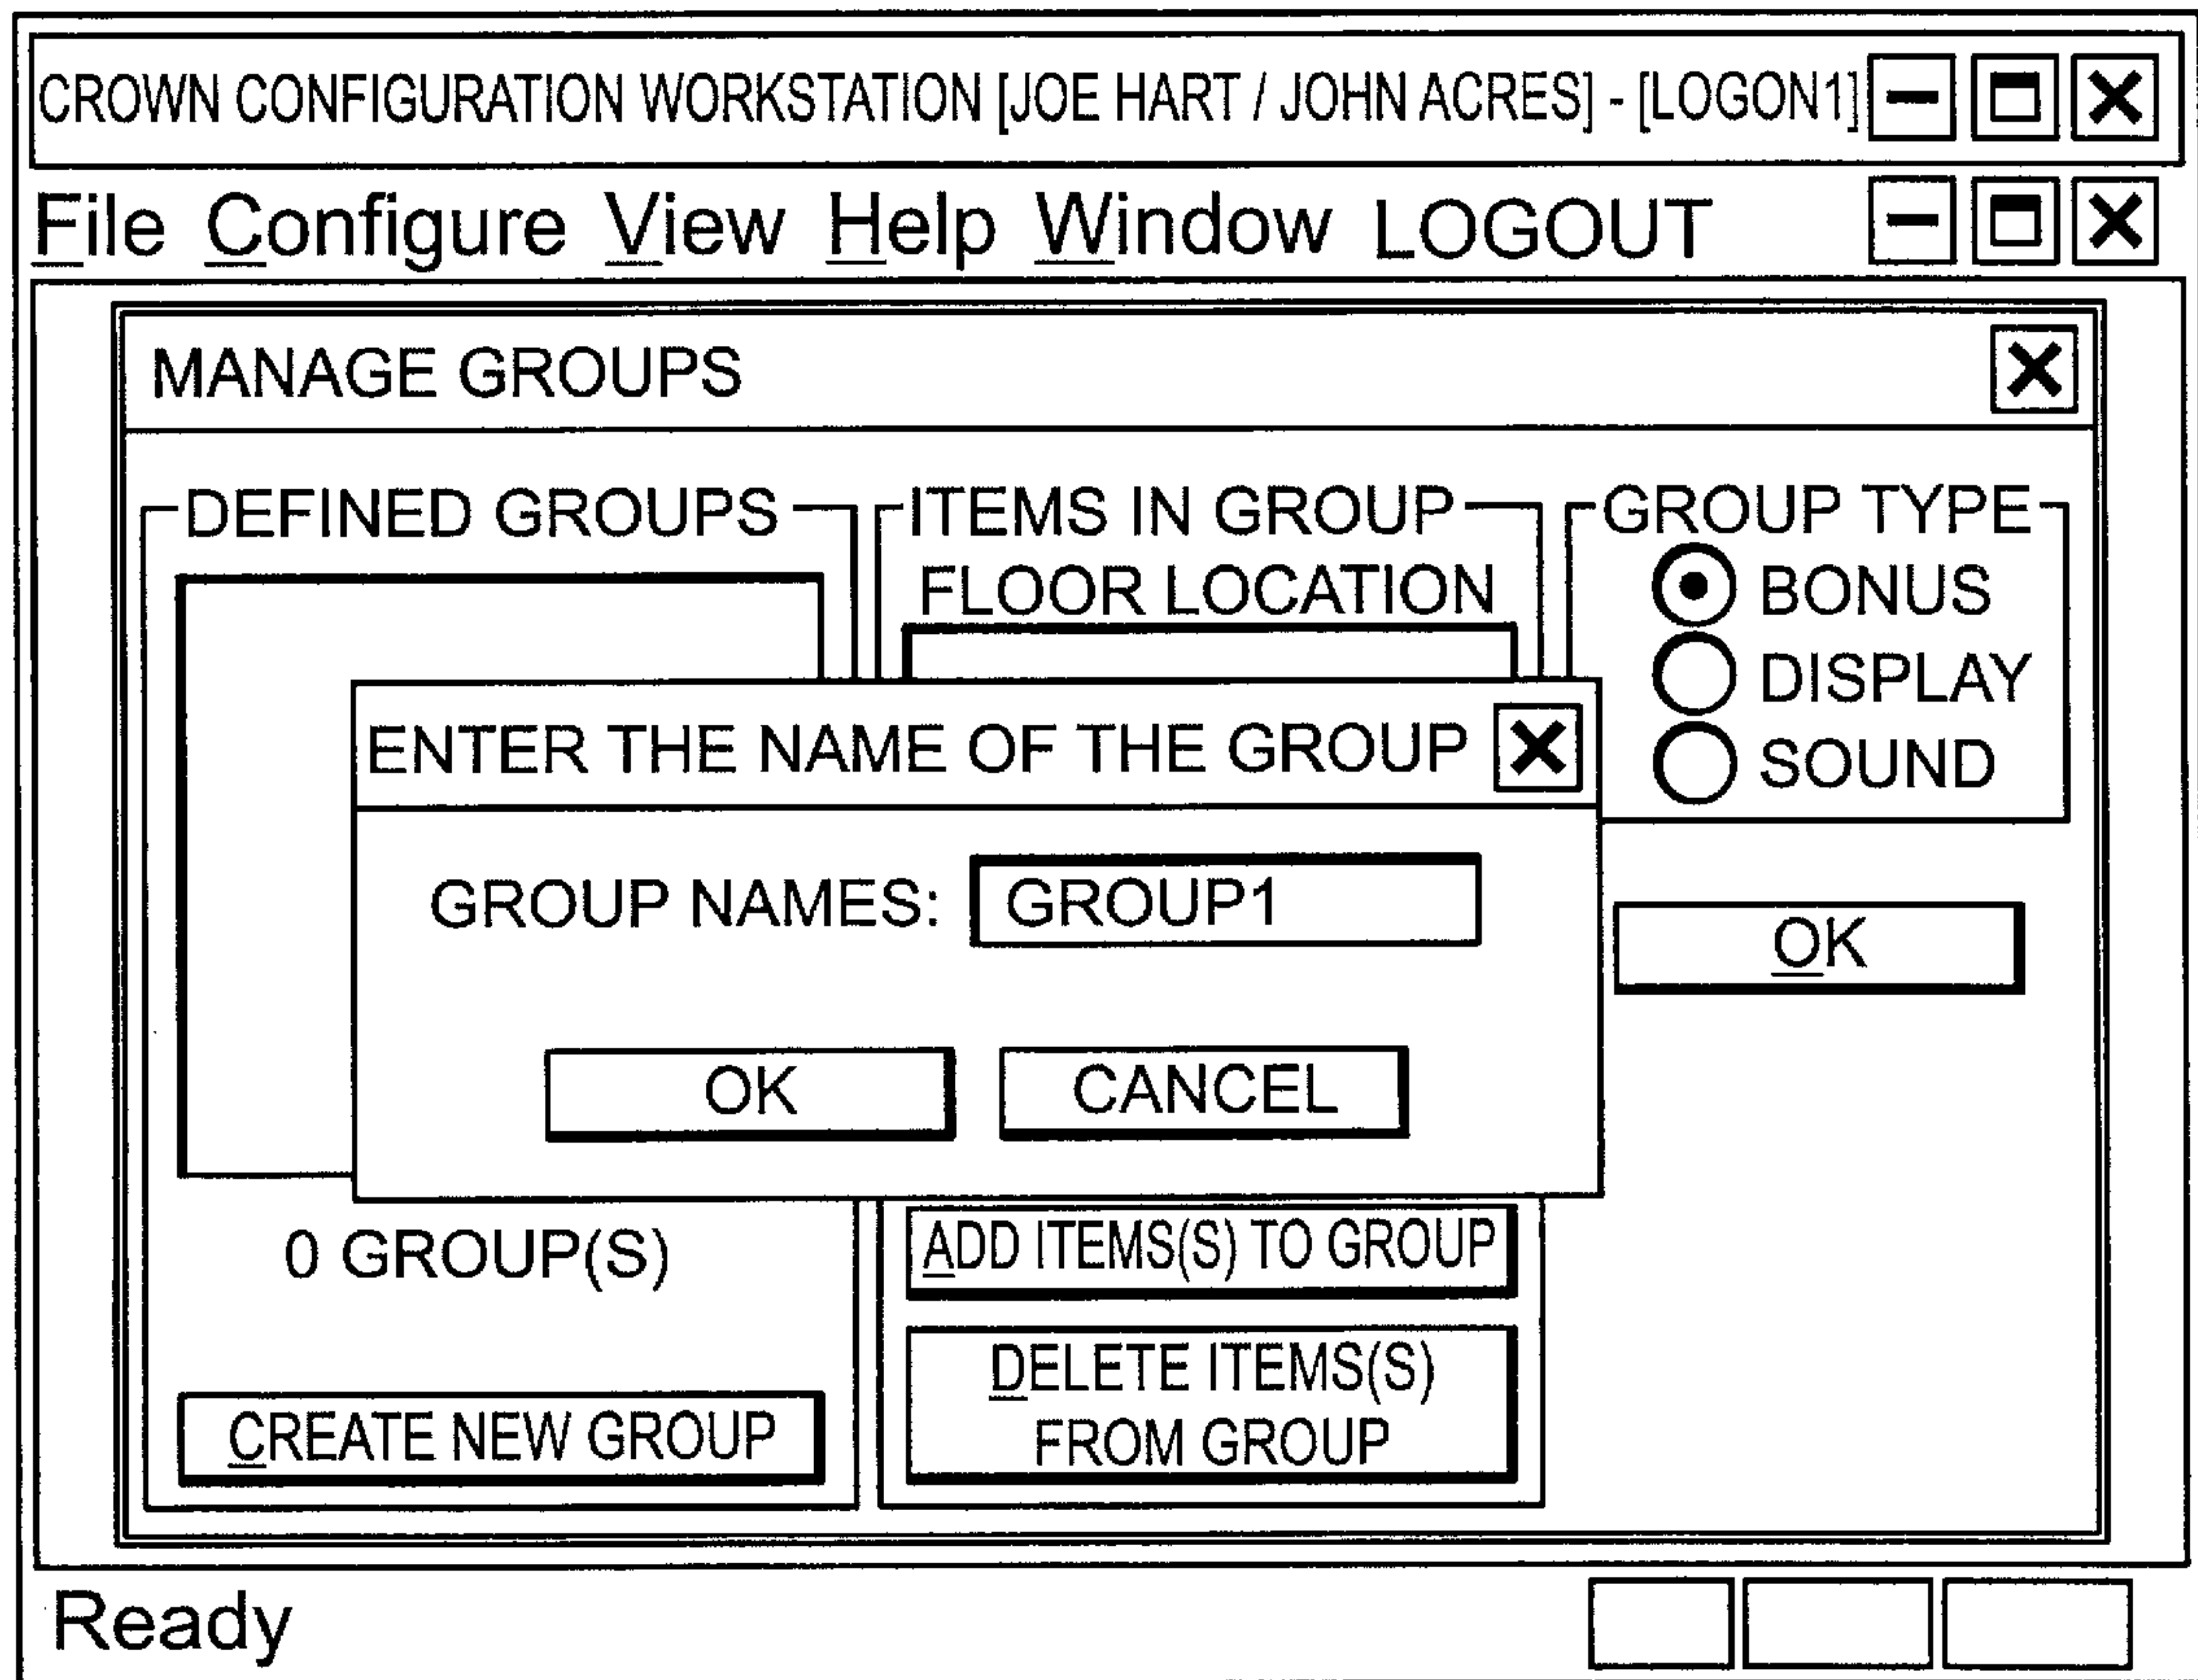 CROWN CONFIGURATION WORKSTATION [JOE HART / JOHN ACRES] - [LOGON1]
File Configure View Help Window LOGOUT
MANAGE GROUPS
DEFINED GROUPS
ITEMS IN GROUP
FLOOR LOCATION
GROUP TYPE
BONUS
DISPLAY
SOUND
ENTER THE NAME OF THE GROUP
GROUP NAMES: GROUP1
OK CANCEL
OK
0 GROUP(S)
CREATE NEW GROUP
ADD ITEMS(S) TO GROUP
DELETE ITEMS(S)
FROM GROUP
Ready